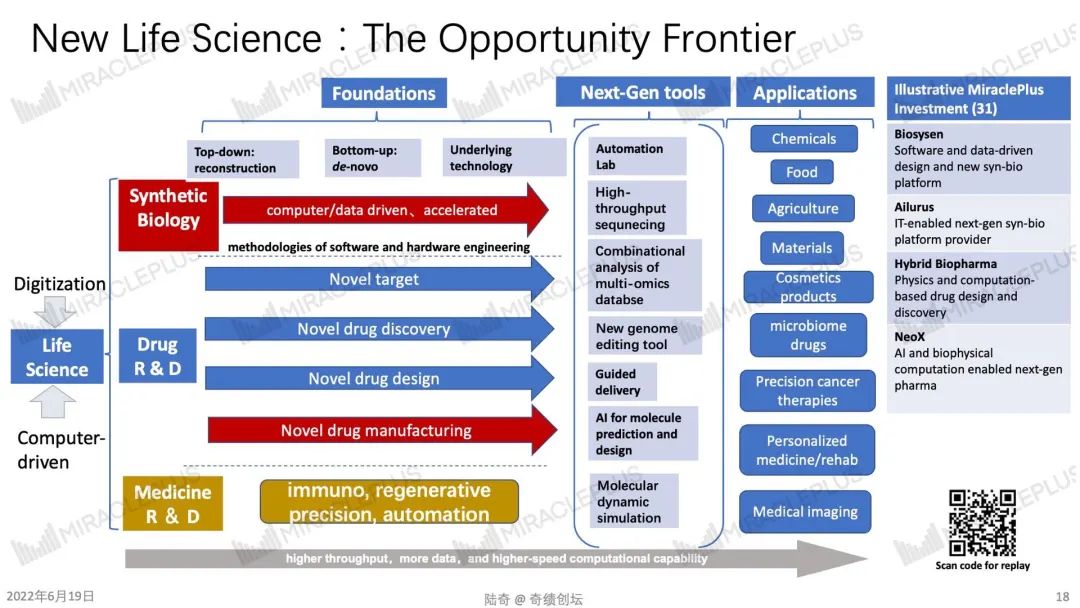 New Life Science：The Opportunity Frontier
Foundations
Next-Gen tools
Applications
Illustrative MiraclePlus
Investment (31)
Top-down:
reconstruction
Bottom-up:
de-novo
Underlying
technology
Synthetic
Biology
computer/data driven、accelerated
methodologies of software and hardware engineering
Digitization
Life
Science
Computer-
driven
Drug
R & D
Novel target
Novel drug discovery
Novel drug design
Novel drug manufacturing
Medicine
R & D
immuno, regenerative
precision, automation
Automation
Lab
High-
throughput
sequnecing
Combinational
analysis of
multi-omics
databse
New genome
editing tool
Guided
delivery
AI for molecule
prediction and
design
Molecular
dynamic
simulation
Chemicals
Food
Agriculture
Materials
Cosmetics
products
microbiome
drugs
Precision cancer
therapies
Personalized
medicine/rehab
Medical imaging
Biosysen
Software and data-driven
design and new syn-bio
platform
Ailurus
IT-enabled next-gen syn-bio
platform provider
Hybrid Biopharma
Physics and computation-
based drug design and
discovery
NeoX
AI and biophysical
computation enabled next-gen
pharma
higher throughput，more data，and higher-speed computational capability
Scan code for replay
2022年6月19日
陆奇 @ 奇绩创坛
18
MIRACLEPLUS